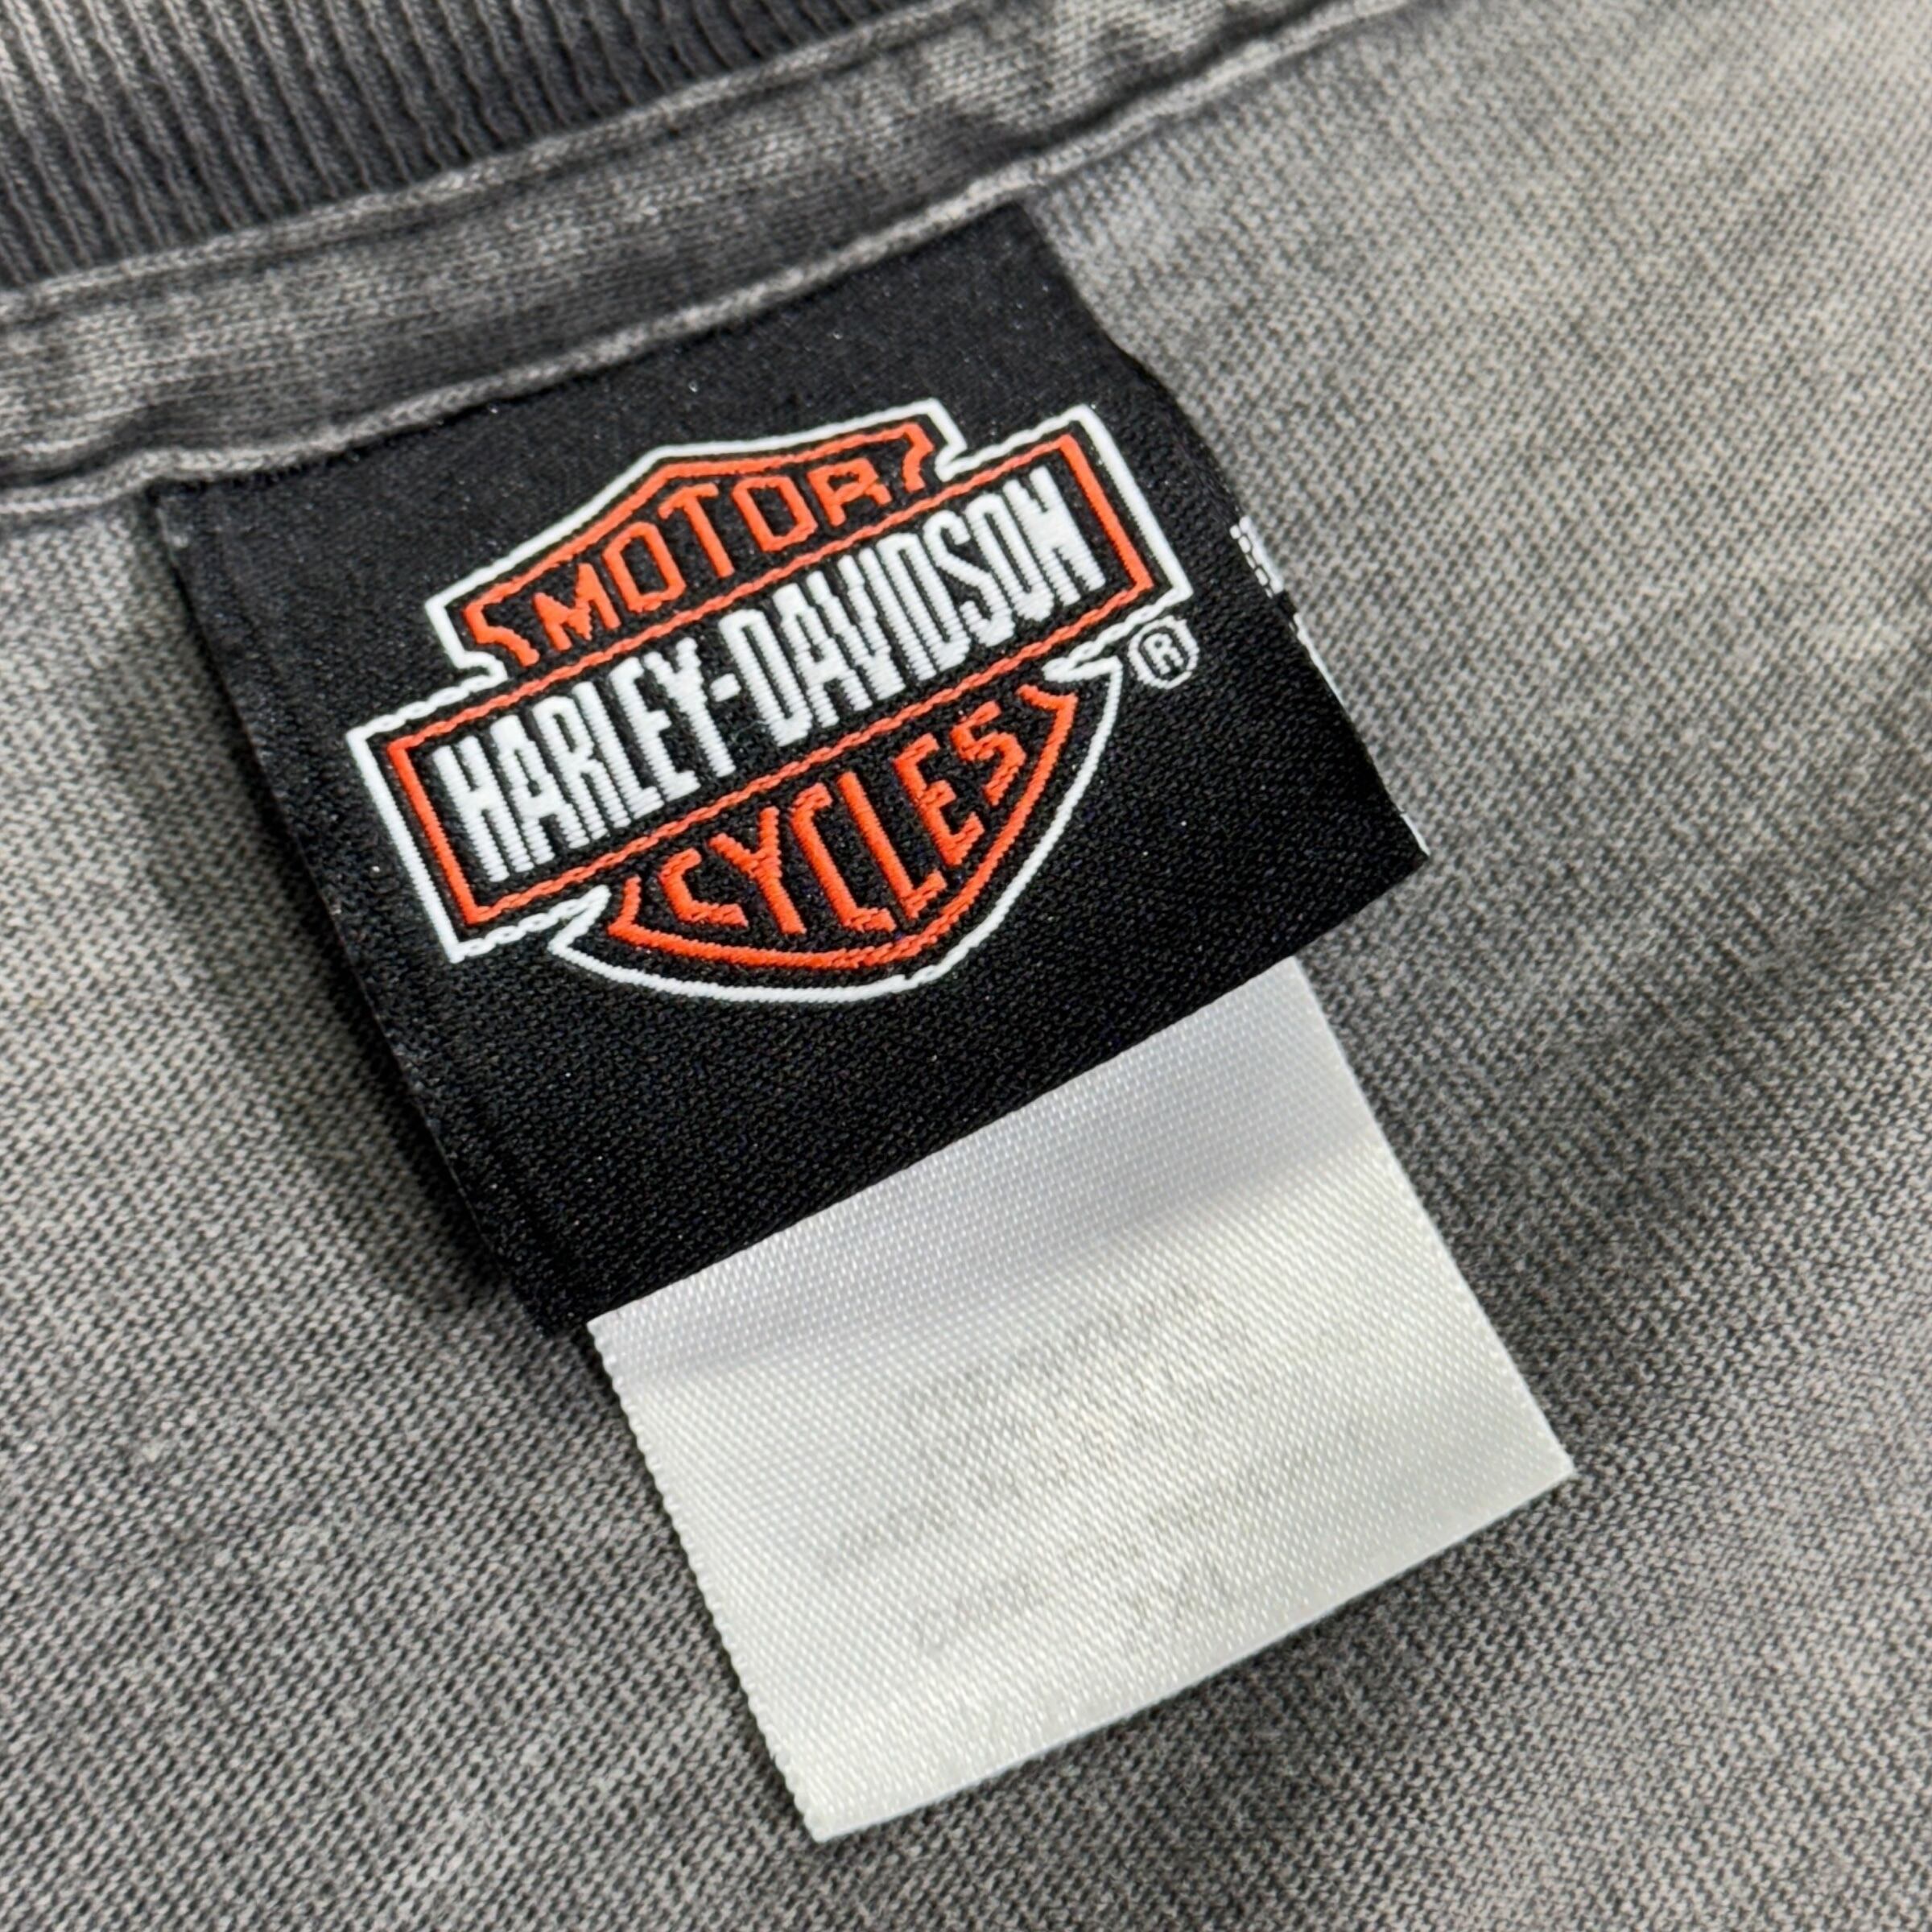 MOTOR
HARLEY-DAVIDSON
CYCLES
®